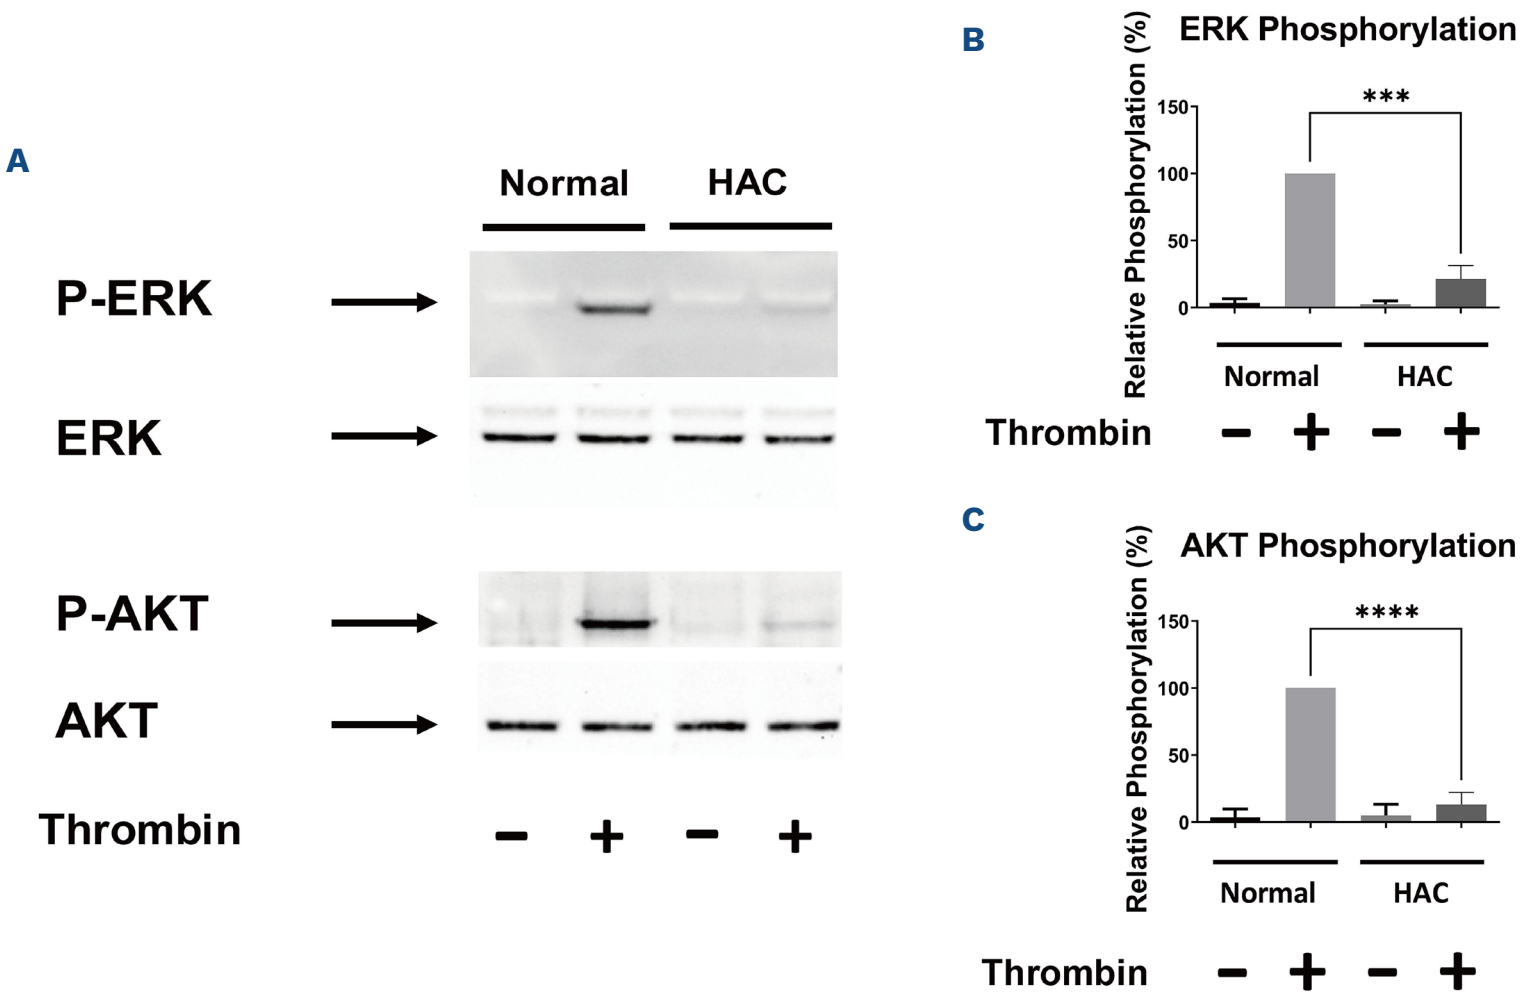 A
Normal HAC
P-ERK
ERK
P-AKT
AKT
Thrombin − + − +
B
ERK Phosphorylation
Relative Phosphorylation (%)
***
150
100
50
0
Normal HAC
Thrombin − + − +
C
AKT Phosphorylation
Relative Phosphorylation (%)
****
150
100
50
0
Normal HAC
Thrombin − + − +